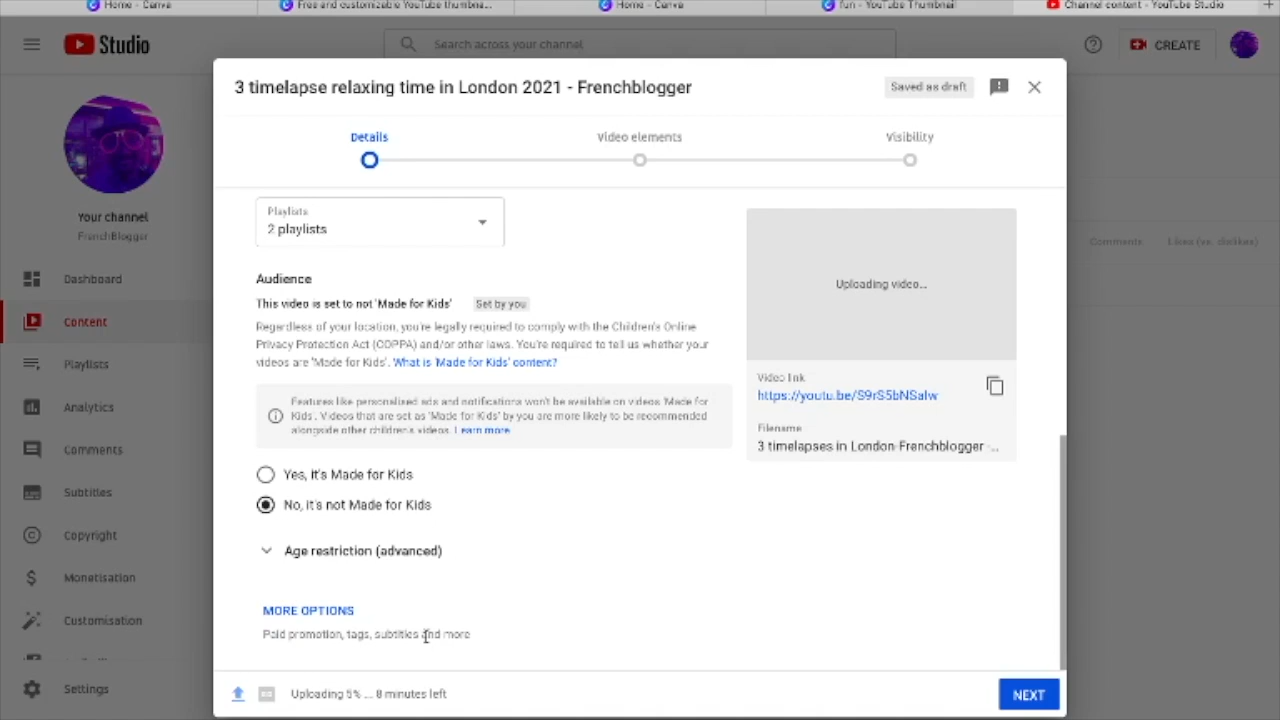 Home - Canva
Free and customizable YouTube thumbna...
Home - Canva
fun - YouTube Thumbnail
Channel content - YouTube Studio
Studio
Search across your channel
CREATE
Your channel
FrenchBlogger
Dashboard
Content
Playlists
Analytics
Comments
Subtitles
Copyright
Monetisation
Customisation
Settings
Comments
Likes (vs. dislikes)
3 timelapse relaxing time in London 2021 - Frenchblogger
Saved as draft
Details
Video elements
Visibility
Playlists
2 playlists
Audience
This video is set to not 'Made for Kids'
Set by you
Regardless of your location, you're legally required to comply with the Children's Online
Privacy Protection Act (COPPA) and/or other laws. You're required to tell us whether your
videos are 'Made for Kids'. What is 'Made for Kids' content?
Features like personalised ads and notifications won't be available on videos 'Made for
Kids'. Videos that are set as 'Made for Kids' by you are more likely to be recommended
alongside other children's videos. Learn more
Yes, it's Made for Kids
No, it's not Made for Kids
Age restriction (advanced)
MORE OPTIONS
Paid promotion, tags, subtitles and more
Uploading video...
Video link
https://youtu.be/S9rS5bNSalw
Filename
3 timelapses in London-Frenchblogger -...
Uploading 5% ... 8 minutes left
NEXT